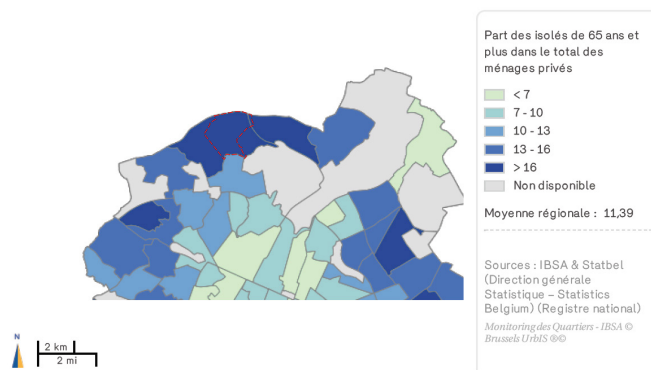 Part des isolés de 65 ans et
plus dans le total des
ménages privés
< 7
7 - 10
10 - 13
13 - 16
> 16
Non disponible
Moyenne régionale : 11,39
Sources : IBSA & Statbel
(Direction générale
Statistique – Statistics
Belgium) (Registre national)
Monitoring des Quartiers - IBSA ©
Brussels UrbIS ®©
N
2 km
2 mi